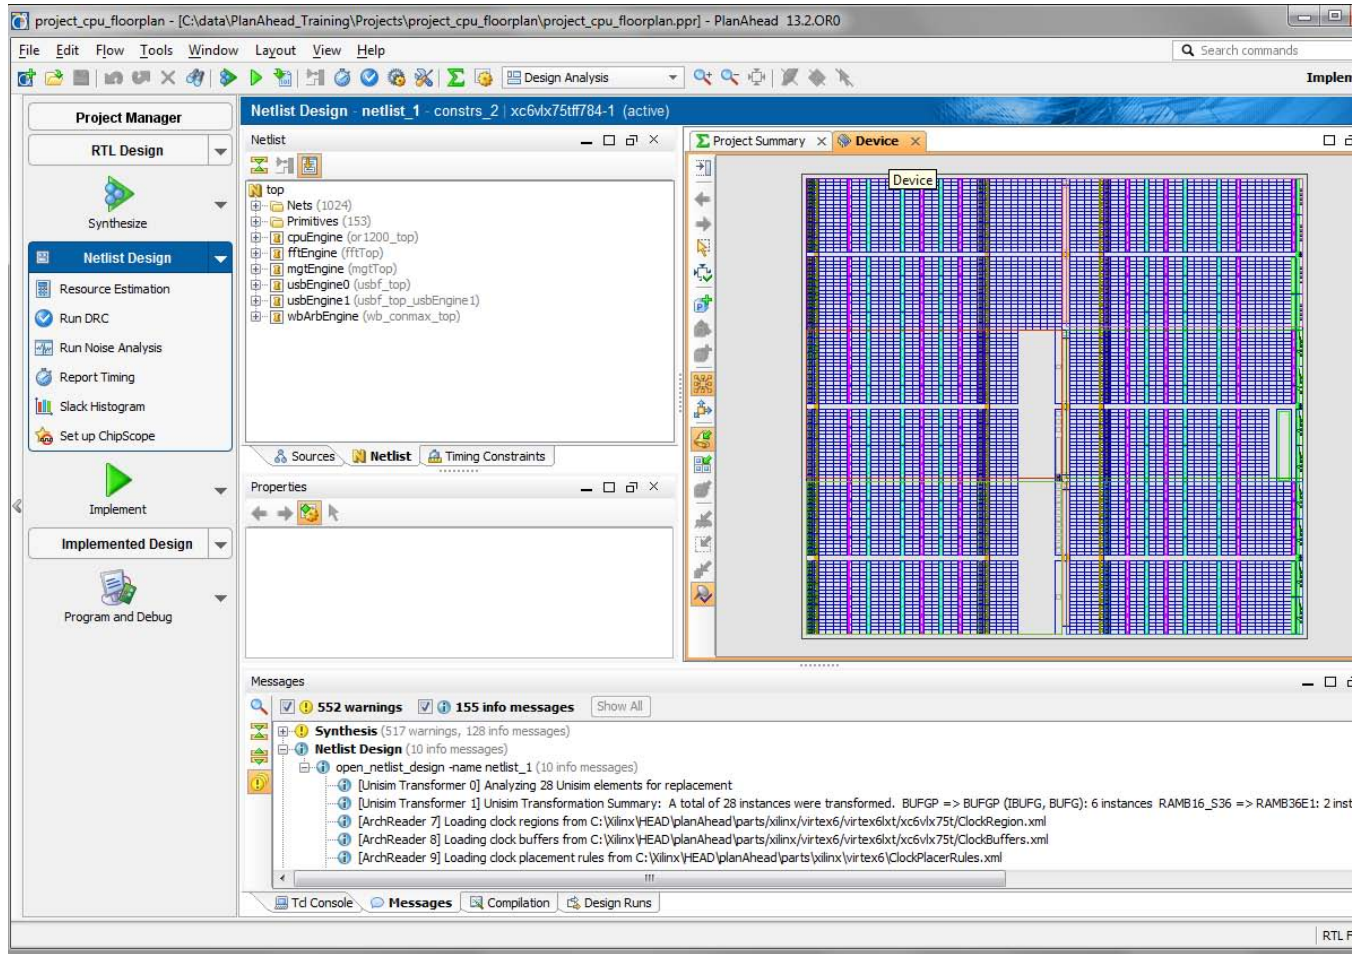 project_cpu_floorplan - [C:\data\PlanAhead_Training\Projects\project_cpu_floorplan\project_cpu_floorplan.ppr] - PlanAhead 13.2.OR0
File Edit Flow Tools Window Layout View Help
Search commands
Design Analysis
Implem
Project Manager
RTL Design
Synthesize
Netlist Design
Resource Estimation
Run DRC
Run Noise Analysis
Report Timing
Slack Histogram
Set up ChipScope
Implement
Implemented Design
Program and Debug
Netlist Design - netlist_1 - constrs_2 | xc6vlx75tff784-1 (active)
Netlist
top
Nets (1024)
Primitives (153)
cpuEngine (or1200_top)
fftEngine (fftTop)
mgtEngine (mgtTop)
usbEngine0 (usbf_top)
usbEngine1 (usbf_top_usbEngine1)
wbArbEngine (wb_conmax_top)
Sources Netlist Timing Constraints
Properties
Project Summary Device
Device
Messages
552 warnings 155 info messages Show All
Synthesis (517 warnings, 128 info messages)
Netlist Design (10 info messages)
open_netlist_design -name netlist_1 (10 info messages)
[Unisim Transformer 0] Analyzing 28 Unisim elements for replacement
[Unisim Transformer 1] Unisim Transformation Summary: A total of 28 instances were transformed. BUFGP => BUFGP (IBUFG, BUFG): 6 instances RAMB16_S36 => RAMB36E1: 2 inst
[ArchReader 7] Loading clock regions from C:\Xilinx\HEAD\planAhead\parts/xilinx/virtex6/virtex6lxt/xc6vlx75t/ClockRegion.xml
[ArchReader 8] Loading clock buffers from C:\Xilinx\HEAD\planAhead\parts/xilinx/virtex6/virtex6lxt/xc6vlx75t/ClockBuffers.xml
[ArchReader 9] Loading clock placement rules from C:\Xilinx\HEAD\planAhead\parts\xilinx\virtex6\ClockPlacerRules.xml
Tcl Console Messages Compilation Design Runs
RTL F